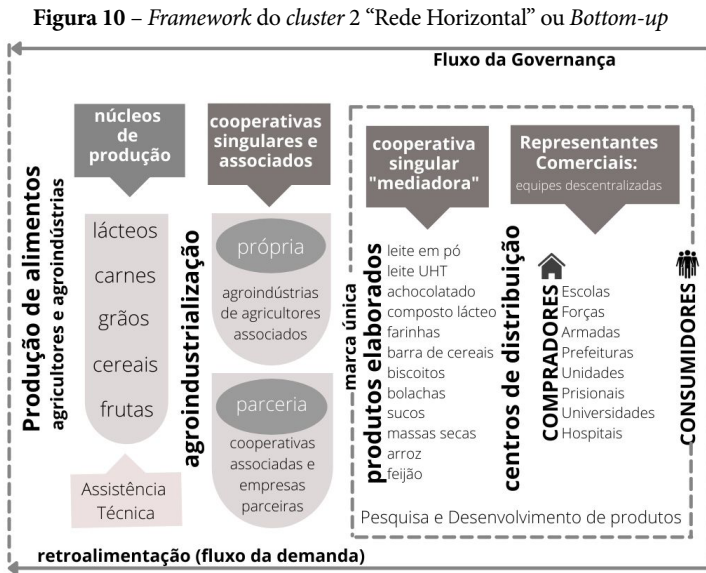 Figura 10 – Framework do cluster 2 “Rede Horizontal” ou Bottom-up
Fluxo da Governança
Produção de alimentos
agricultores e agroindústrias
núcleos
de
produção
lácteos
carnes
grãos
cereais
frutas
Assistência
Técnica
agroindustrialização
cooperativas
singulares e
associados
própria
agroindústrias
de agricultores
associados
parceria
cooperativas
associadas e
empresas
parceiras
marca única
produtos elaborados
cooperativa
singular
"mediadora"
leite em pó
leite UHT
achocolatado
composto lácteo
farinhas
barra de cereais
biscoitos
bolachas
sucos
massas secas
arroz
feijão
centros de distribuição
Representantes
Comerciais:
equipes descentralizadas
COMPRADORES
Escolas
Forças
Armadas
Prefeituras
Unidades
Prisionais
Universidades
Hospitais
CONSUMIDORES
Pesquisa e Desenvolvimento de produtos
retroalimentação (fluxo da demanda)